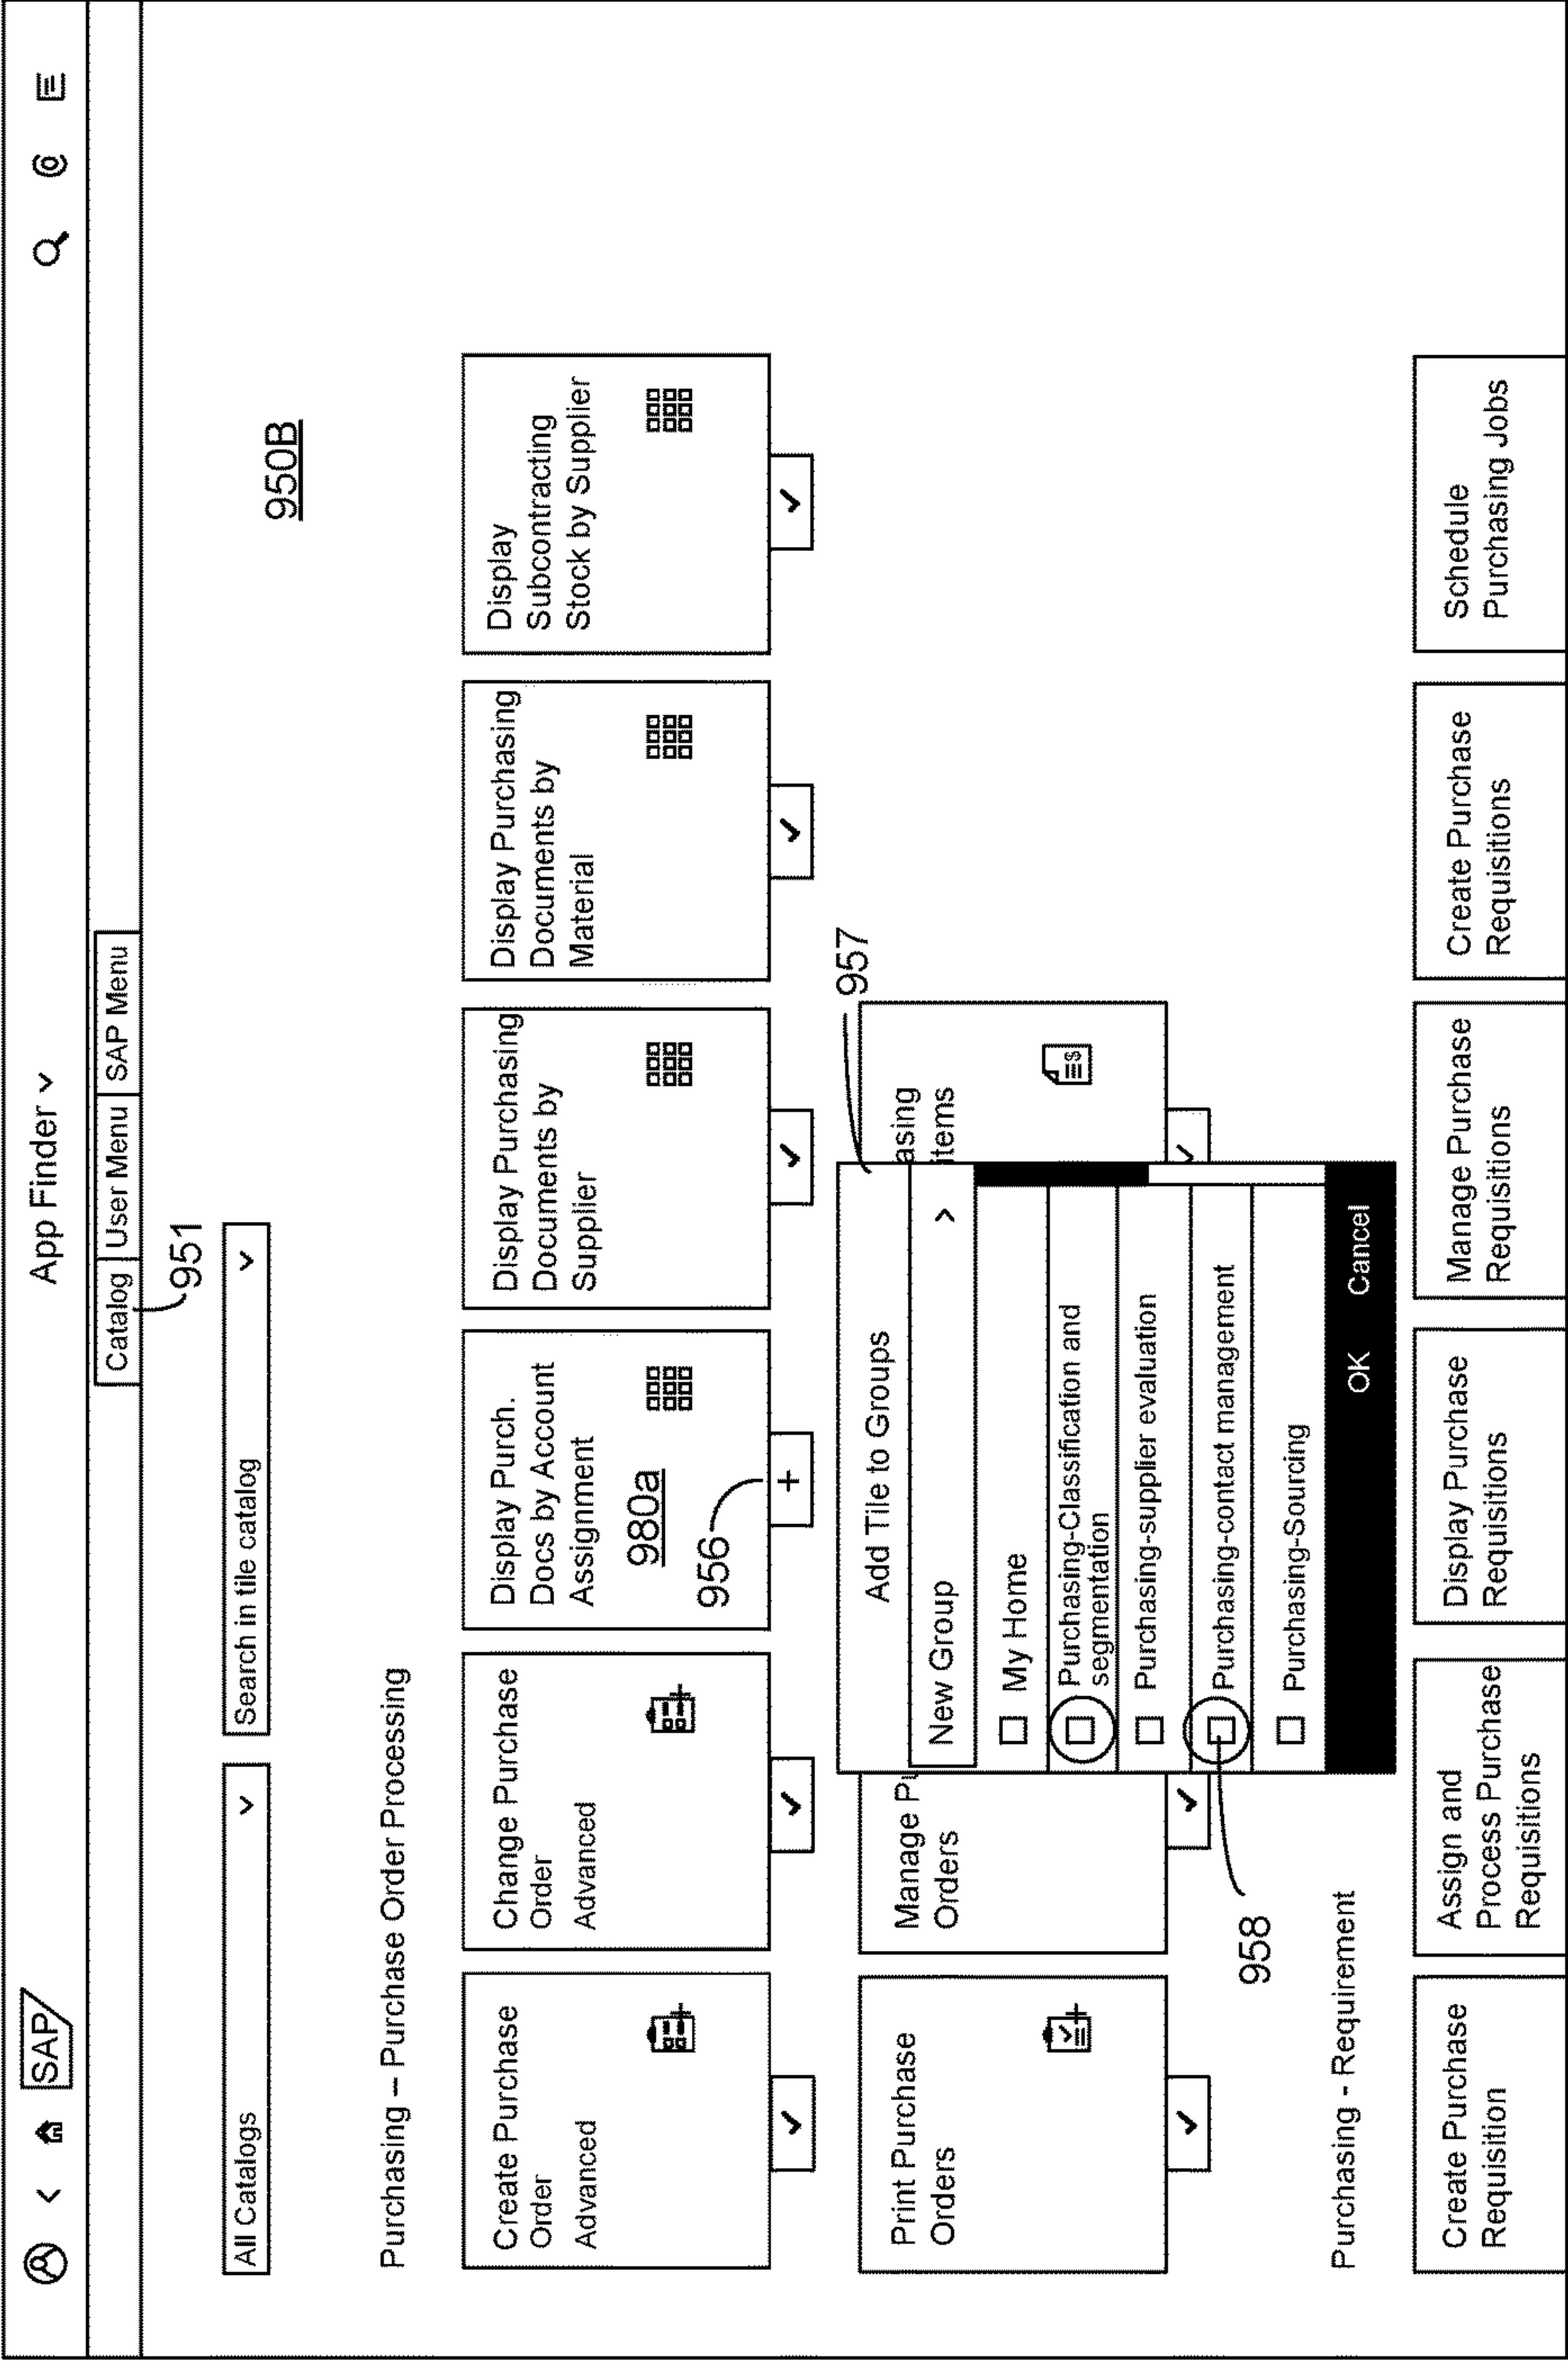 SAP
App Finder
Catalog
User Menu
SAP Menu
951
All Catalogs
Search in tile catalog
950B
Purchasing – Purchase Order Processing
Create Purchase
Order
Advanced
Change Purchase
Order
Advanced
Display Purch.
Docs by Account
Assignment
980a
956
+
Display Purchasing
Documents by
Supplier
Display Purchasing
Documents by
Material
Display
Subcontracting
Stock by Supplier
957
Print Purchase
Orders
Manage Pu
Orders
asing
items
Add Tile to Groups
New Group
My Home
Purchasing-Classification and
segmentation
Purchasing-supplier evaluation
Purchasing-contact management
Purchasing-Sourcing
OK
Cancel
958
Purchasing - Requirement
Create Purchase
Requisition
Assign and
Process Purchase
Requisitions
Display Purchase
Requisitions
Manage Purchase
Requisitions
Create Purchase
Requisitions
Schedule
Purchasing Jobs